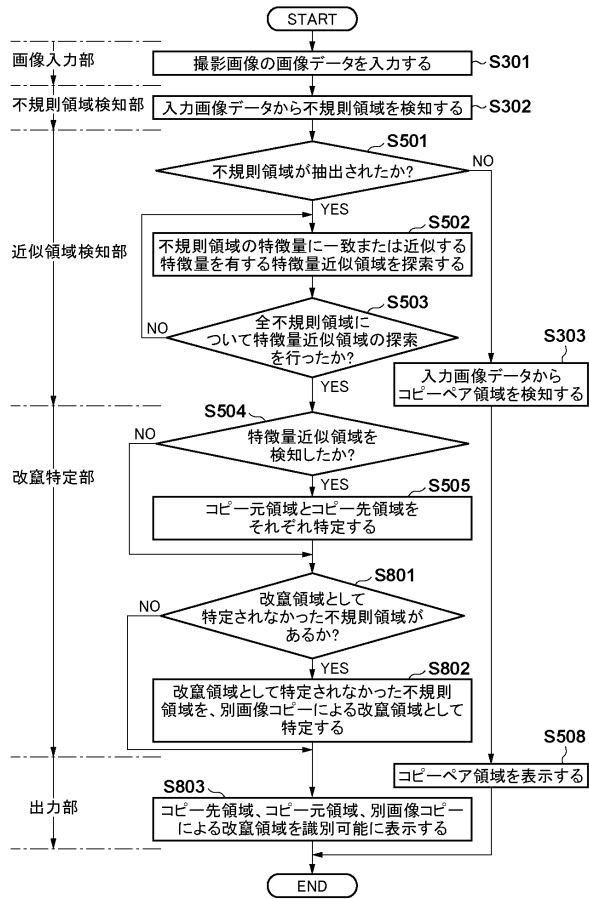 START
画像入力部
撮影画像の画像データを入力する
S301
不規則領域検知部
入力画像データから不規則領域を検知する
S302
S501
不規則領域が抽出されたか?
NO
YES
近似領域検知部
S502
不規則領域の特徴量に一致または近似する
特徴量を有する特徴量近似領域を探索する
S503
全不規則領域に
ついて特徴量近似領域の探索
を行ったか?
NO
YES
S303
入力画像データから
コピーペア領域を検知する
改竄特定部
S504
特徴量近似領域を
検知したか?
NO
YES
S505
コピー元領域とコピー先領域を
それぞれ特定する
S801
改竄領域として
特定されなかった不規則領域が
あるか?
NO
YES
S802
改竄領域として特定されなかった不規則
領域を、別画像コピーによる改竄領域として
特定する
S508
コピーペア領域を表示する
出力部
S803
コピー先領域、コピー元領域、別画像コピー
による改竄領域を識別可能に表示する
END